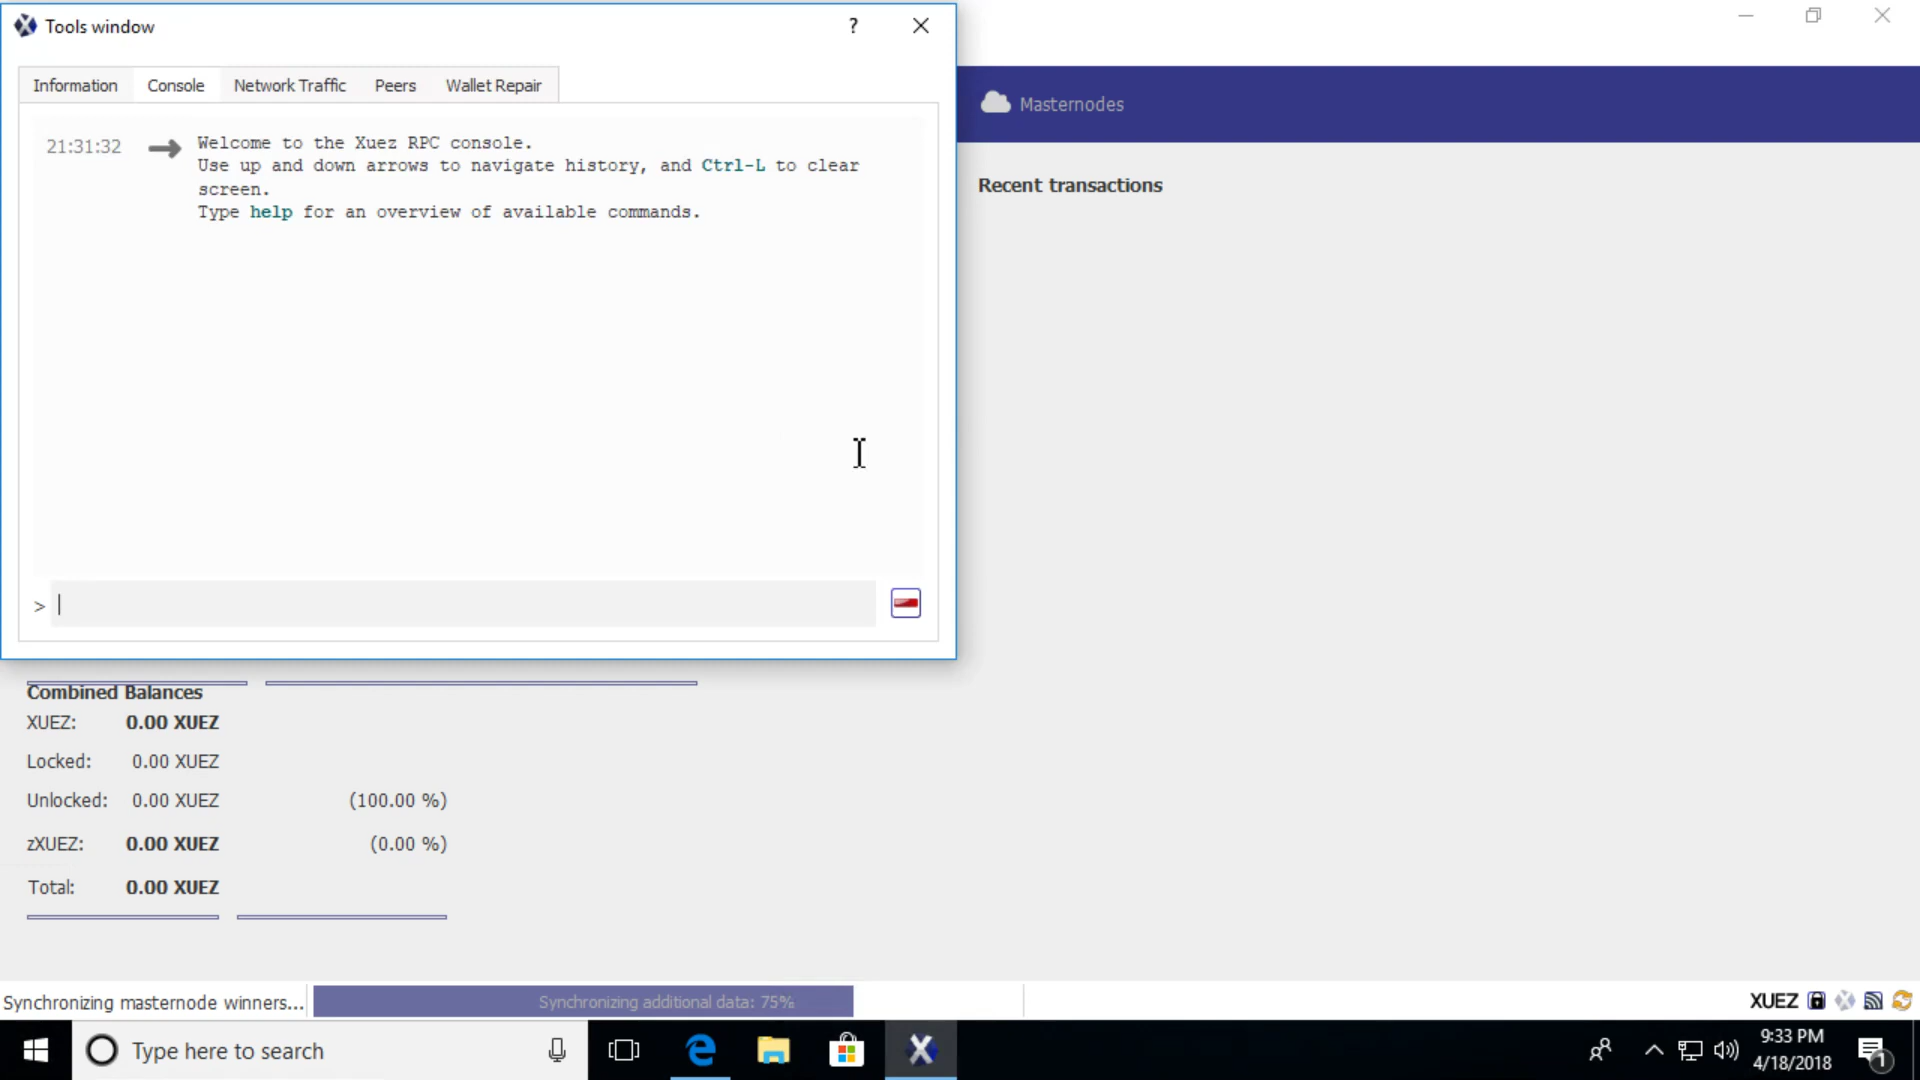 Tools window
?
Information Console Network Traffic Peers Wallet Repair
Masternodes
21:31:32 Welcome to the Xuez RPC console.
Use up and down arrows to navigate history, and Ctrl-L to clear
screen.
Type help for an overview of available commands.
Recent transactions
>
Combined Balances
XUEZ: 0.00 XUEZ
Locked: 0.00 XUEZ
Unlocked: 0.00 XUEZ (100.00 %)
zXUEZ: 0.00 XUEZ (0.00 %)
Total: 0.00 XUEZ
Synchronizing masternode winners... Synchronizing additional data: 75% XUEZ
Type here to search
9:33 PM
4/18/2018
1